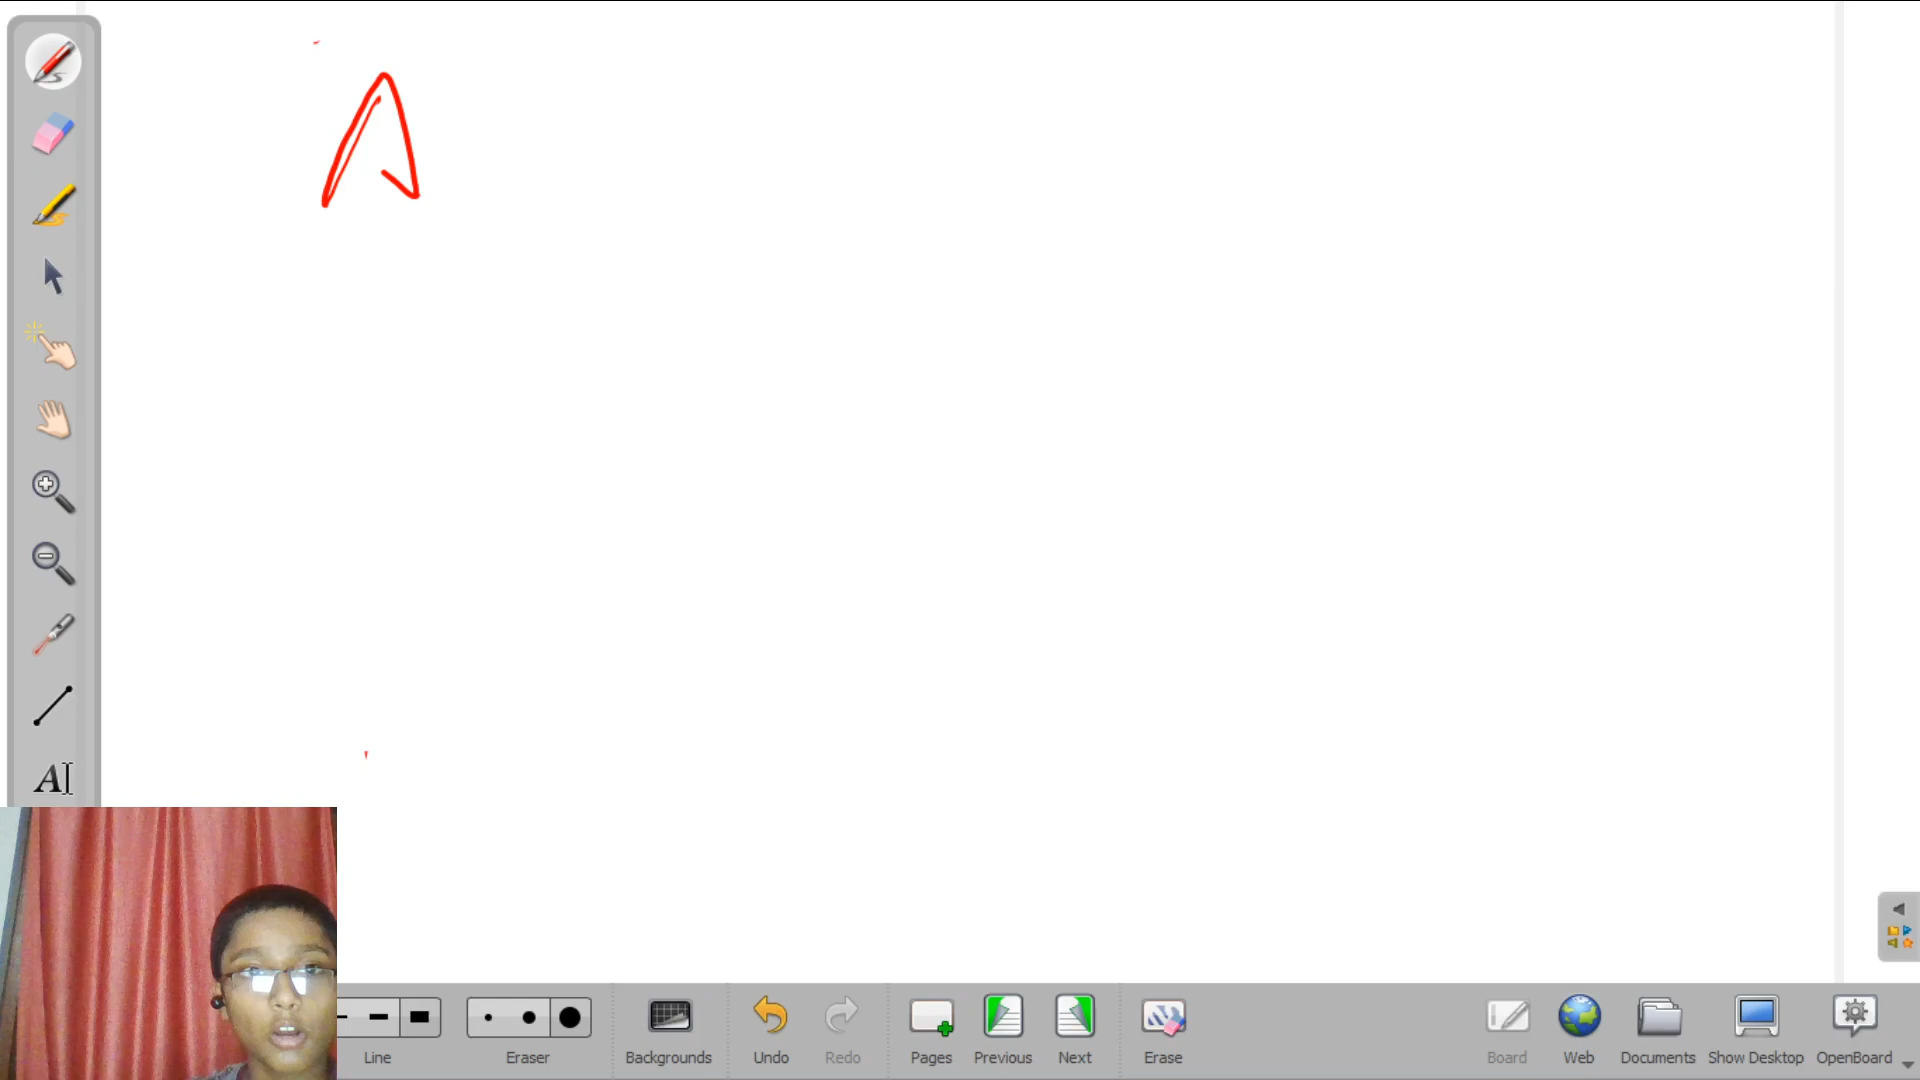 A
A
Line
Eraser
Backgrounds
Undo
Redo
Pages
Previous
Next
Erase
Board
Web
Documents
Show Desktop
OpenBoard